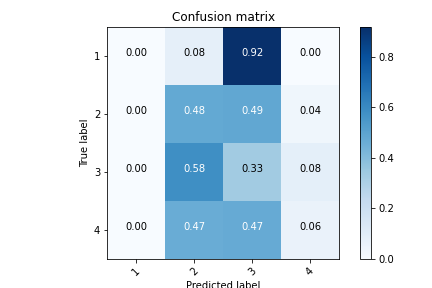 Confusion matrix
1 0.00 0.08 0.92 0.00
2 0.00 0.48 0.49 0.04
3 0.00 0.58 0.33 0.08
4 0.00 0.47 0.47 0.06
1 2 3 4
True label
Predicted label
0.8
0.6
0.4
0.2
0.0